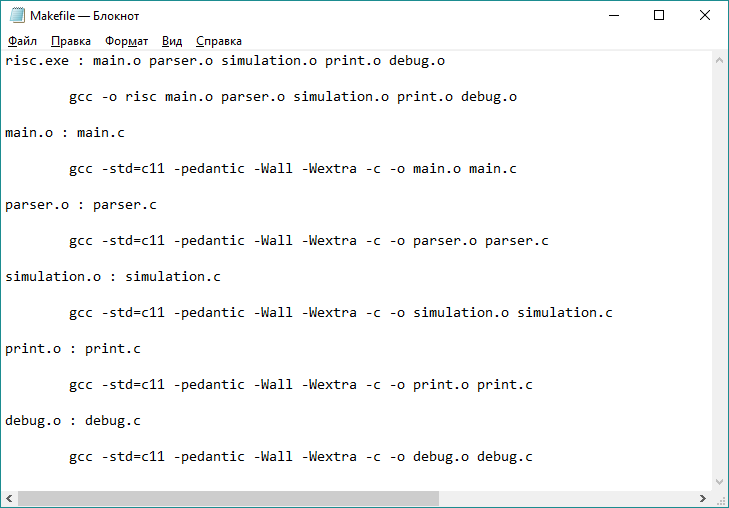 Makefile — Блокнот
Файл Правка Формат Вид Справка
risc.exe : main.o parser.o simulation.o print.o debug.o
gcc -o risc main.o parser.o simulation.o print.o debug.o
main.o : main.c
gcc -std=c11 -pedantic -Wall -Wextra -c -o main.o main.c
parser.o : parser.c
gcc -std=c11 -pedantic -Wall -Wextra -c -o parser.o parser.c
simulation.o : simulation.c
gcc -std=c11 -pedantic -Wall -Wextra -c -o simulation.o simulation.c
print.o : print.c
gcc -std=c11 -pedantic -Wall -Wextra -c -o print.o print.c
debug.o : debug.c
gcc -std=c11 -pedantic -Wall -Wextra -c -o debug.o debug.c